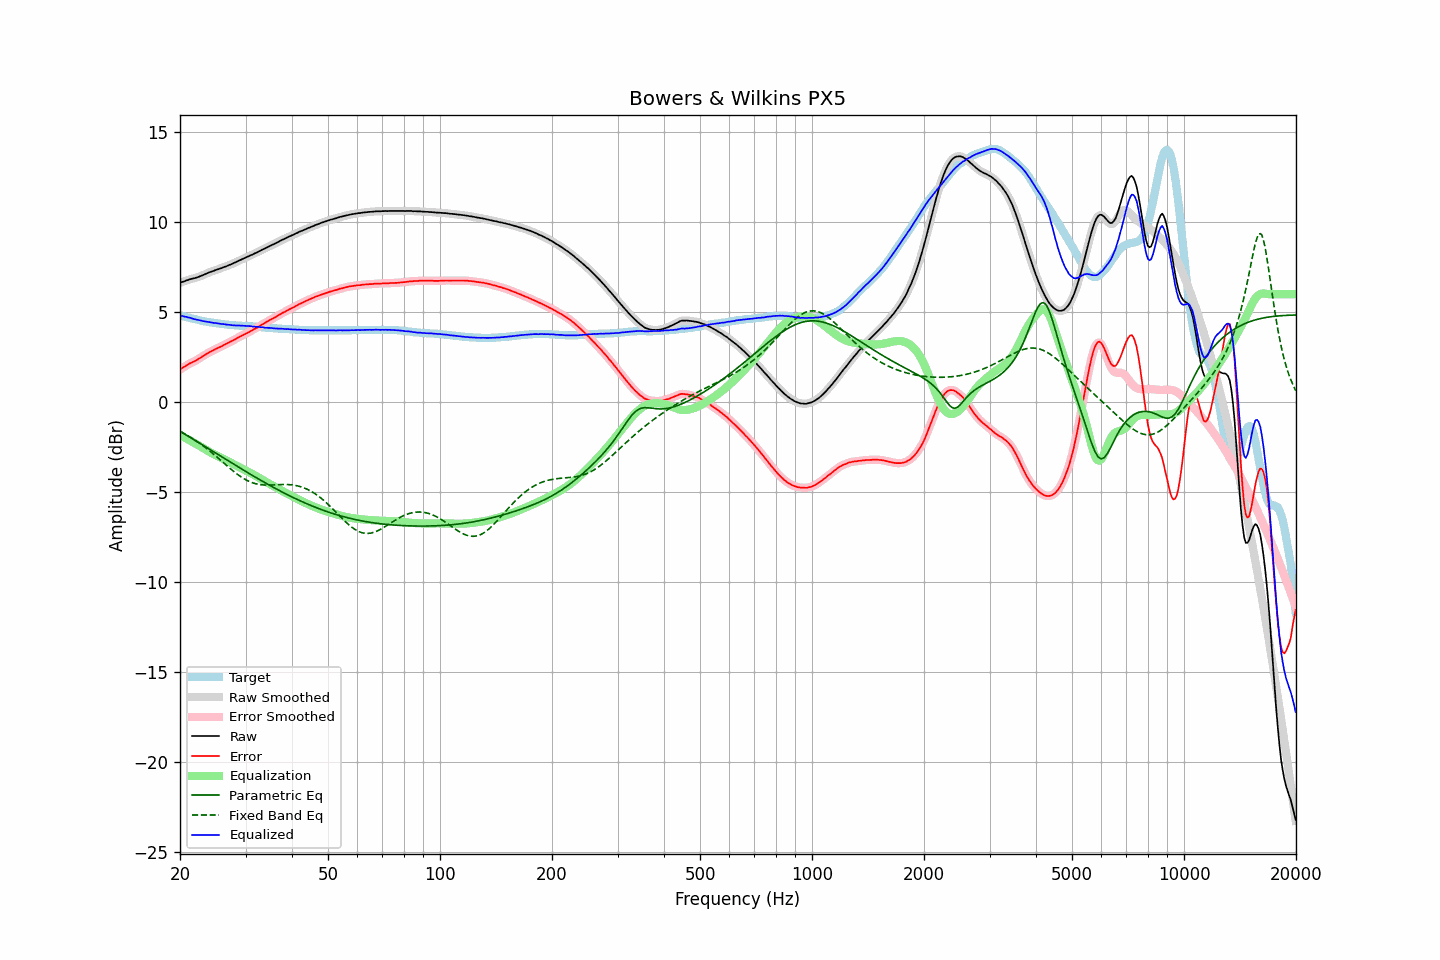 Bowers & Wilkins PX5
15
10
5
0
−5
−10
−15
−20
−25
Amplitude (dBr)
Target
Raw Smoothed
Error Smoothed
Raw
Error
Equalization
Parametric Eq
Fixed Band Eq
Equalized
20 50 100 200 500 1000 2000 5000 10000 20000
Frequency (Hz)